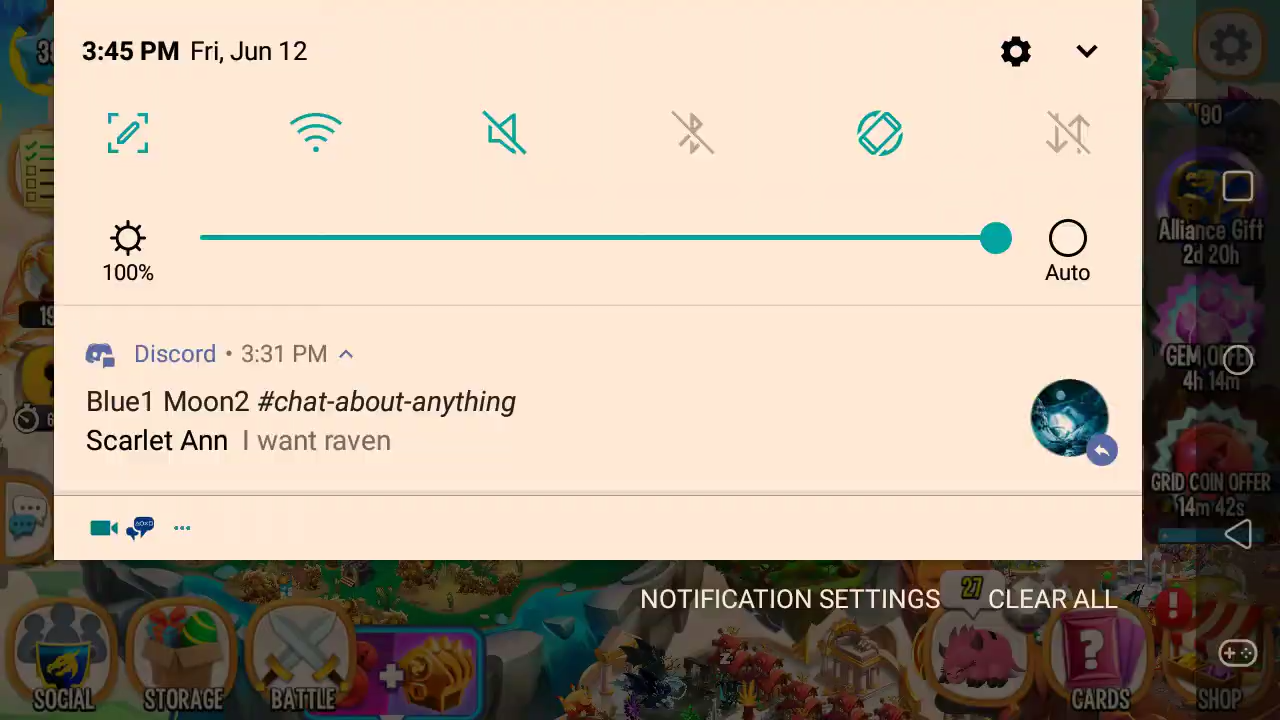 3:45 PM Fri, Jun 12
100%
Auto
Discord • 3:31 PM
Blue1 Moon2 #chat-about-anything
Scarlet Ann I want raven
NOTIFICATION SETTINGS
CLEAR ALL
90
Alliance Gift
2d 20h
GEM OFFER
4h 14m
GRID COIN OFFER
14m 42s
27
SOCIAL
STORAGE
BATTLE
CARDS
SHOP